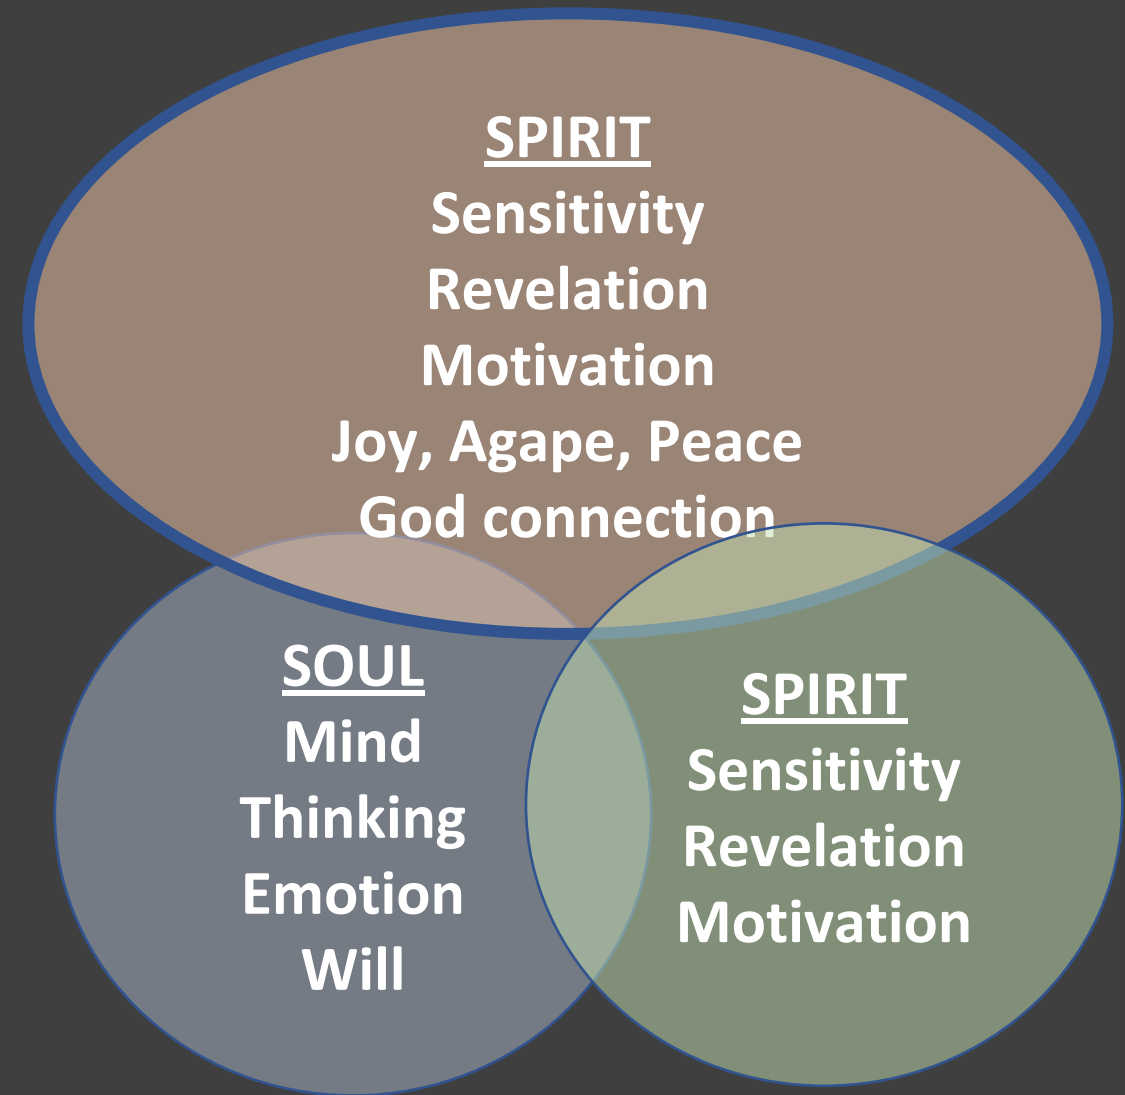 SPIRIT
Sensitivity
Revelation
Motivation
Joy, Agape, Peace
God connection
SOUL
Mind
Thinking
Emotion
Will
SPIRIT
Sensitivity
Revelation
Motivation